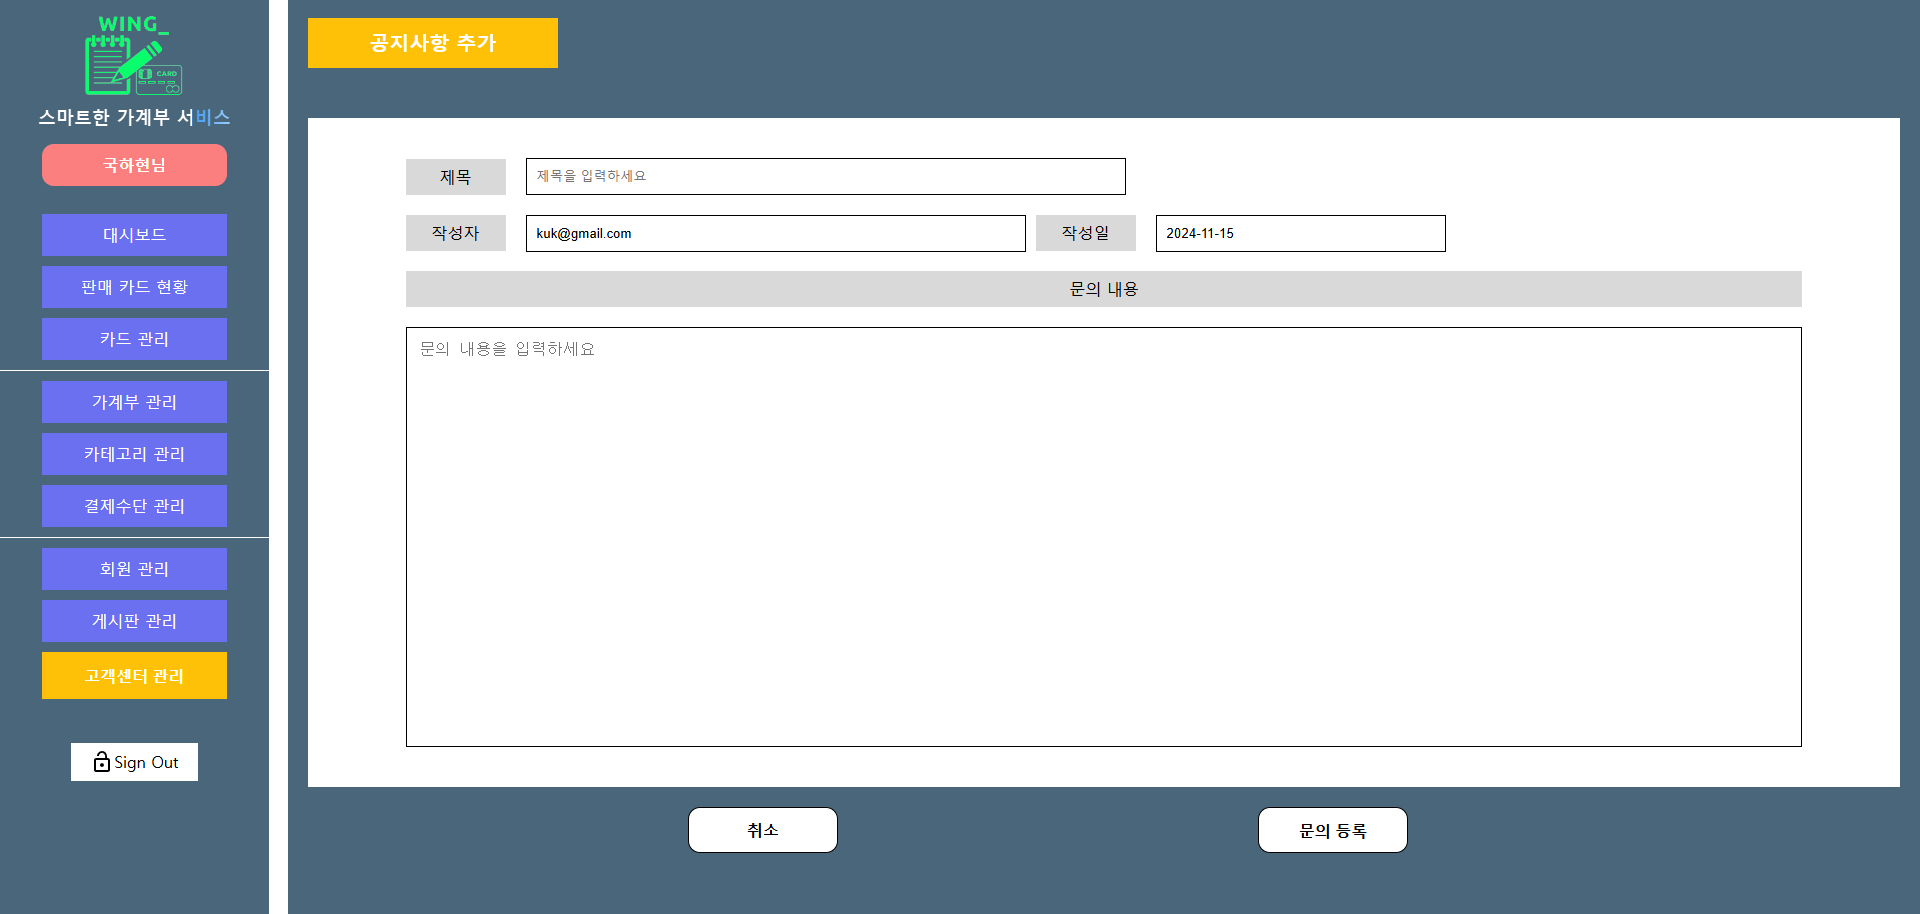 WING_
CARD
스마트한 가계부 서비스
국하현님
대시보드
판매 카드 현황
카드 관리
가계부 관리
카테고리 관리
결제수단 관리
회원 관리
게시판 관리
고객센터 관리
Sign Out
공지사항 추가
제목
제목을 입력하세요
작성자
kuk@gmail.com
작성일
2024-11-15
문의 내용
문의 내용을 입력하세요
취소
문의 등록